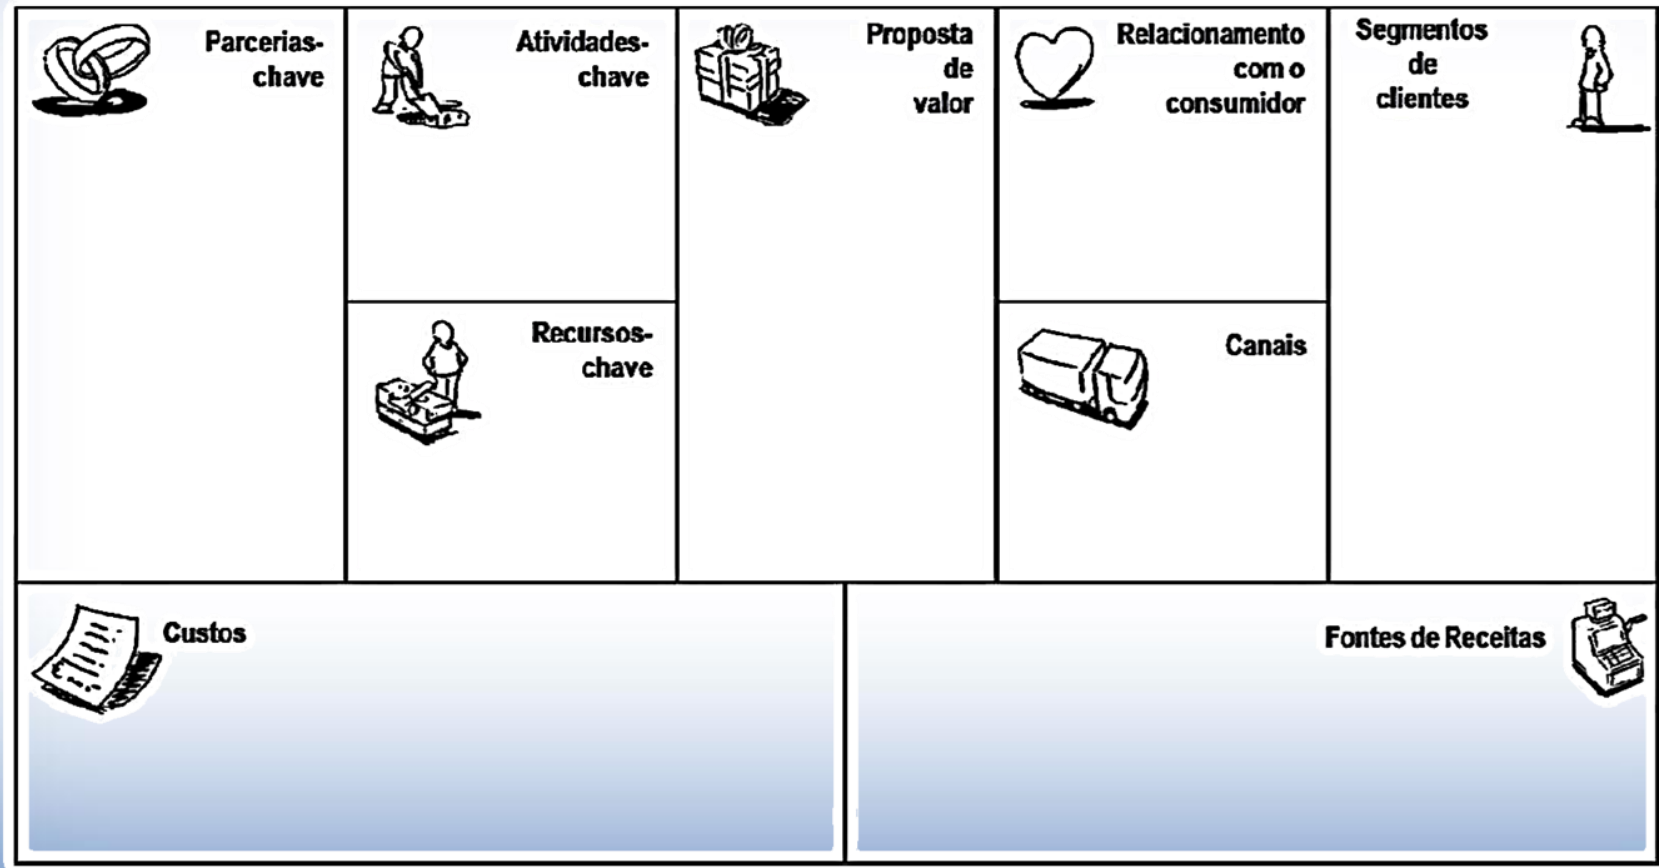 Parcerias-
chave
Atividades-
chave
Proposta
de
valor
Relacionamento
com o
consumidor
Segmentos
de
clientes
Recursos-
chave
Canais
Custos
Fontes de Receitas